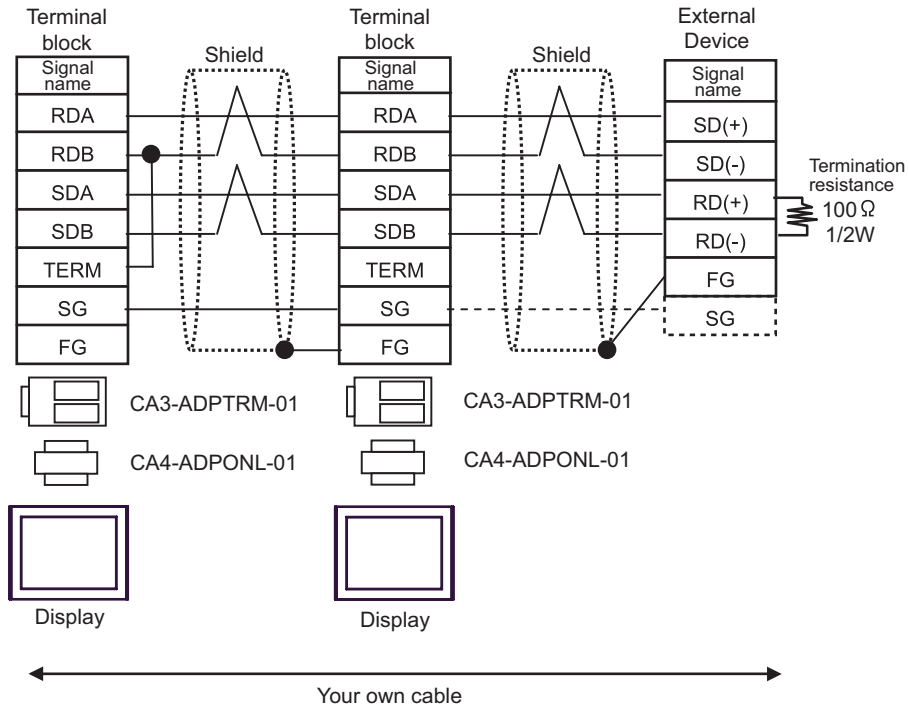 Terminal
block
Signal
name
RDA
RDB
SDA
SDB
TERM
SG
FG
Shield
Terminal
block
Signal
name
RDA
RDB
SDA
SDB
TERM
SG
FG
Shield
External
Device
Signal
name
SD(+)
SD(-)
RD(+)
RD(-)
FG
SG
Termination
resistance
100 Ω
1/2W
CA3-ADPTRM-01
CA3-ADPTRM-01
CA4-ADPONL-01
CA4-ADPONL-01
Display
Display
Your own cable